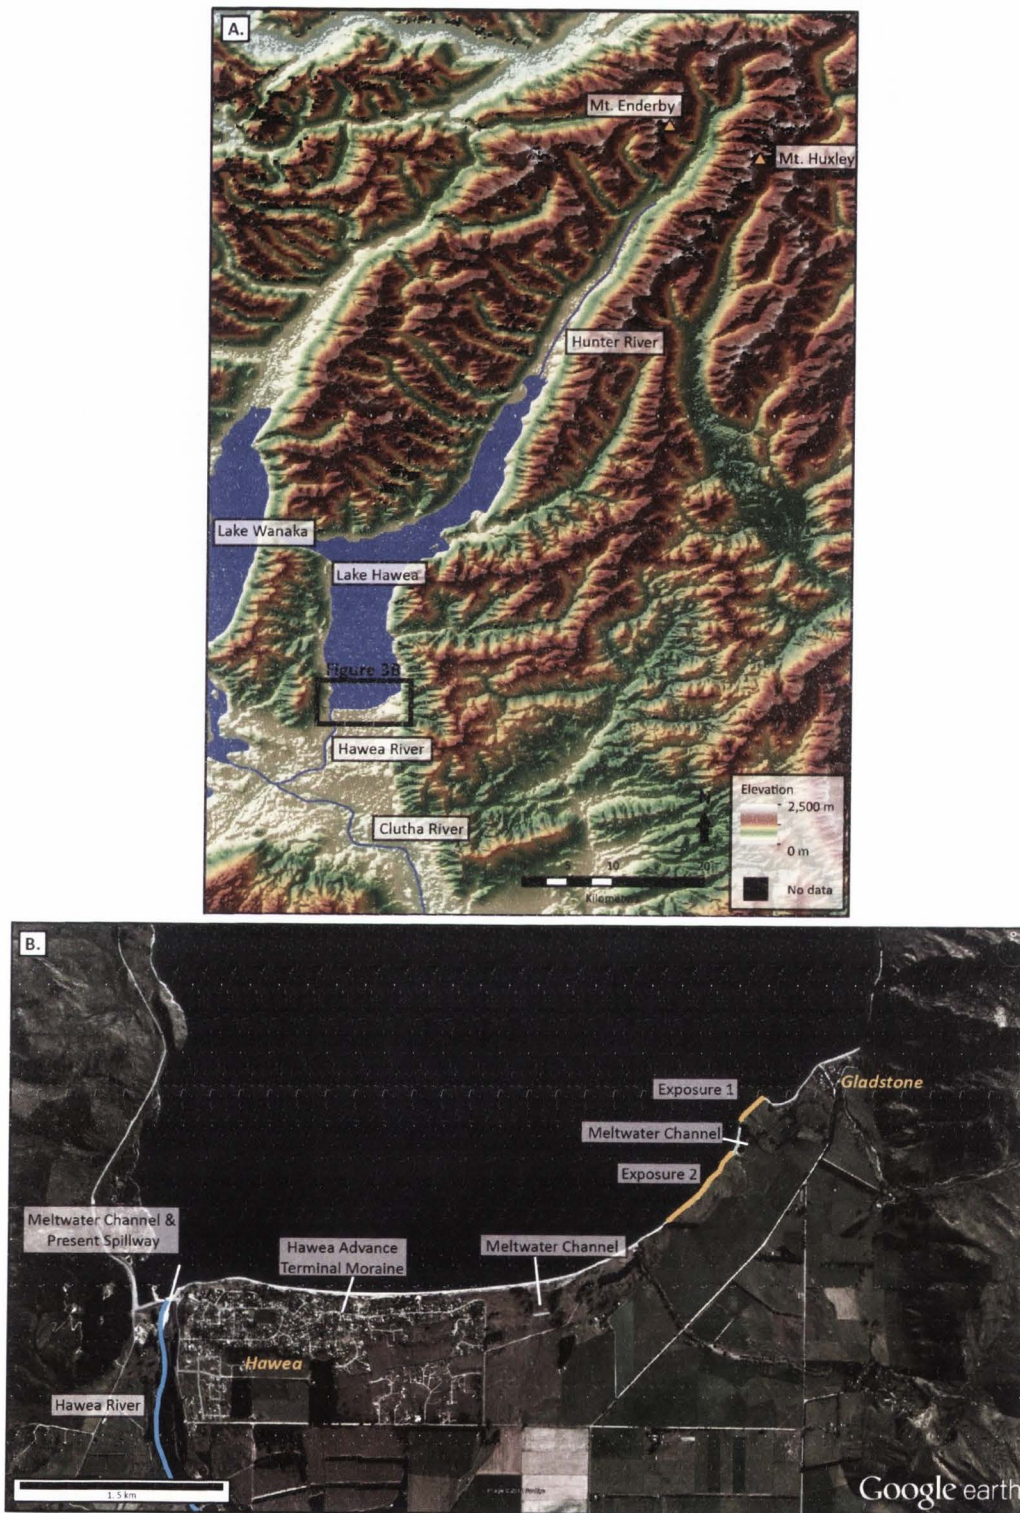 A.
Mt. Enderby
Mt. Huxley
Hunter River
Lake Wanaka
Lake Hawea
Figure 3B
Hawea River
Clutha River
Elevation
2,500 m
0 m
No data
N
5
10
20
Kilometers
B.
Exposure 1
Gladstone
Meltwater Channel
Exposure 2
Meltwater Channel &
Present Spillway
Hawea Advance
Terminal Moraine
Meltwater Channel
Hawea
Hawea River
1.5 km
Google earth